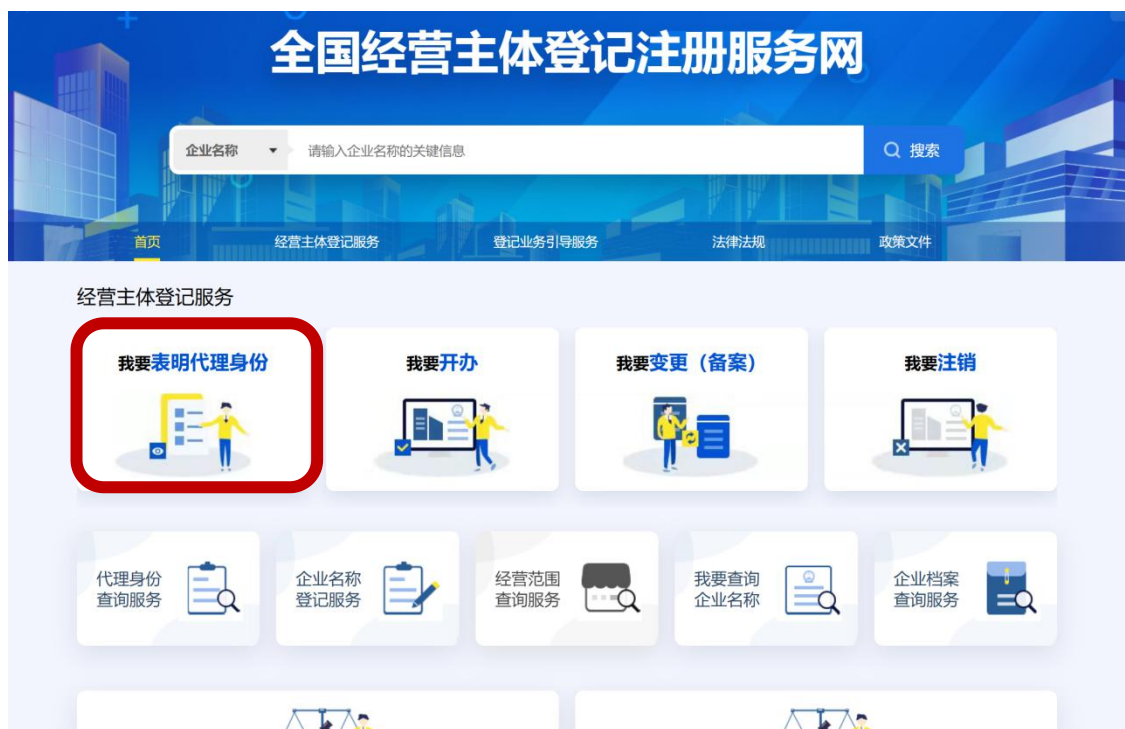 全国经营主体登记注册服务网
企业名称
请输入企业名称的关键信息
搜索
首页
经营主体登记服务
登记业务引导服务
法律法规
政策文件
经营主体登记服务
我要表明代理身份
我要开办
我要变更（备案）
我要注销
代理身份
查询服务
企业名称
登记服务
经营范围
查询服务
我要查询
企业名称
企业档案
查询服务